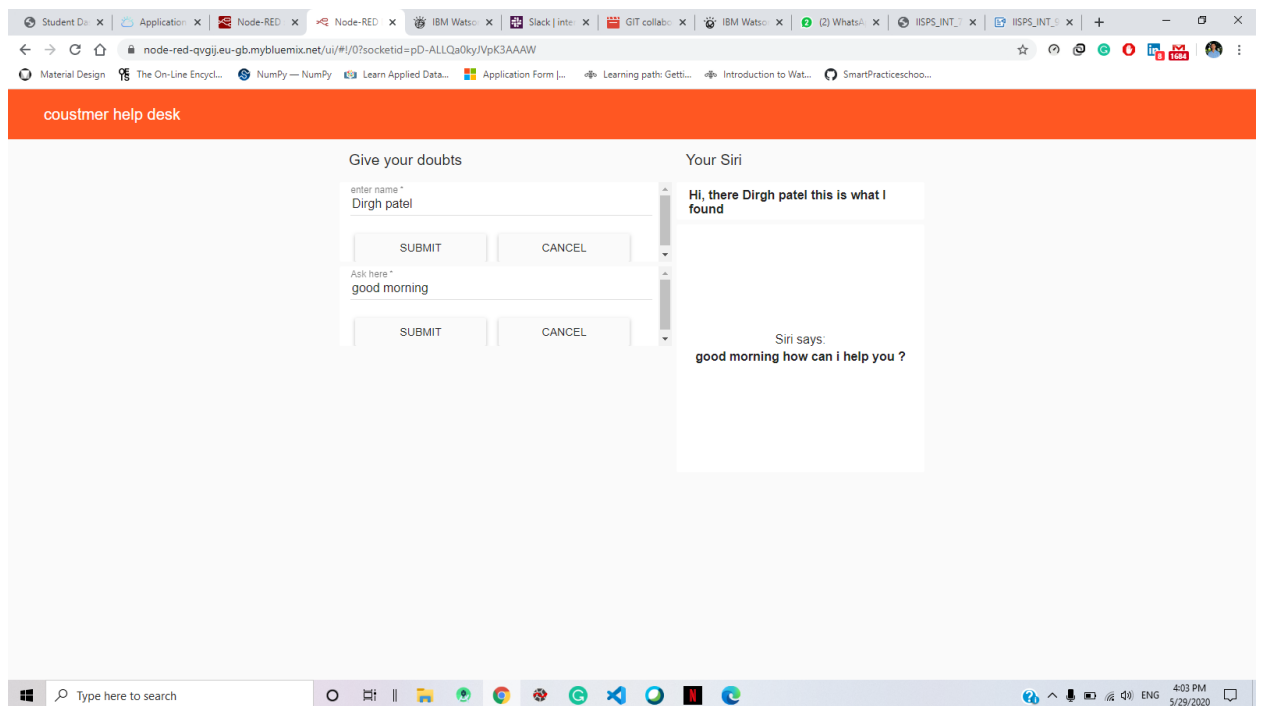 Student Da
Application
Node-RED
Node-RED
IBM Watso
Slack | inte
GIT collabo
IBM Watso
(2) WhatsA
IISPS_INT_
IISPS_INT_
node-red-qvgij.eu-gb.mybluemix.net/ui/#!/0?socketid=pD-ALLQa0kyJVpK3AAAW
8
1684
Material Design
The On-Line Encycl...
NumPy — NumPy
Learn Applied Data...
Application Form |...
Learning path: Getti...
Introduction to Wat...
SmartPracticeschoo...
coustmer help desk
Give your doubts
enter name *
Dirgh patel
SUBMIT CANCEL
Ask here *
good morning
SUBMIT CANCEL
Your Siri
Hi, there Dirgh patel this is what I
found
Siri says:
good morning how can i help you ?
Type here to search
ENG
4:03 PM
5/29/2020